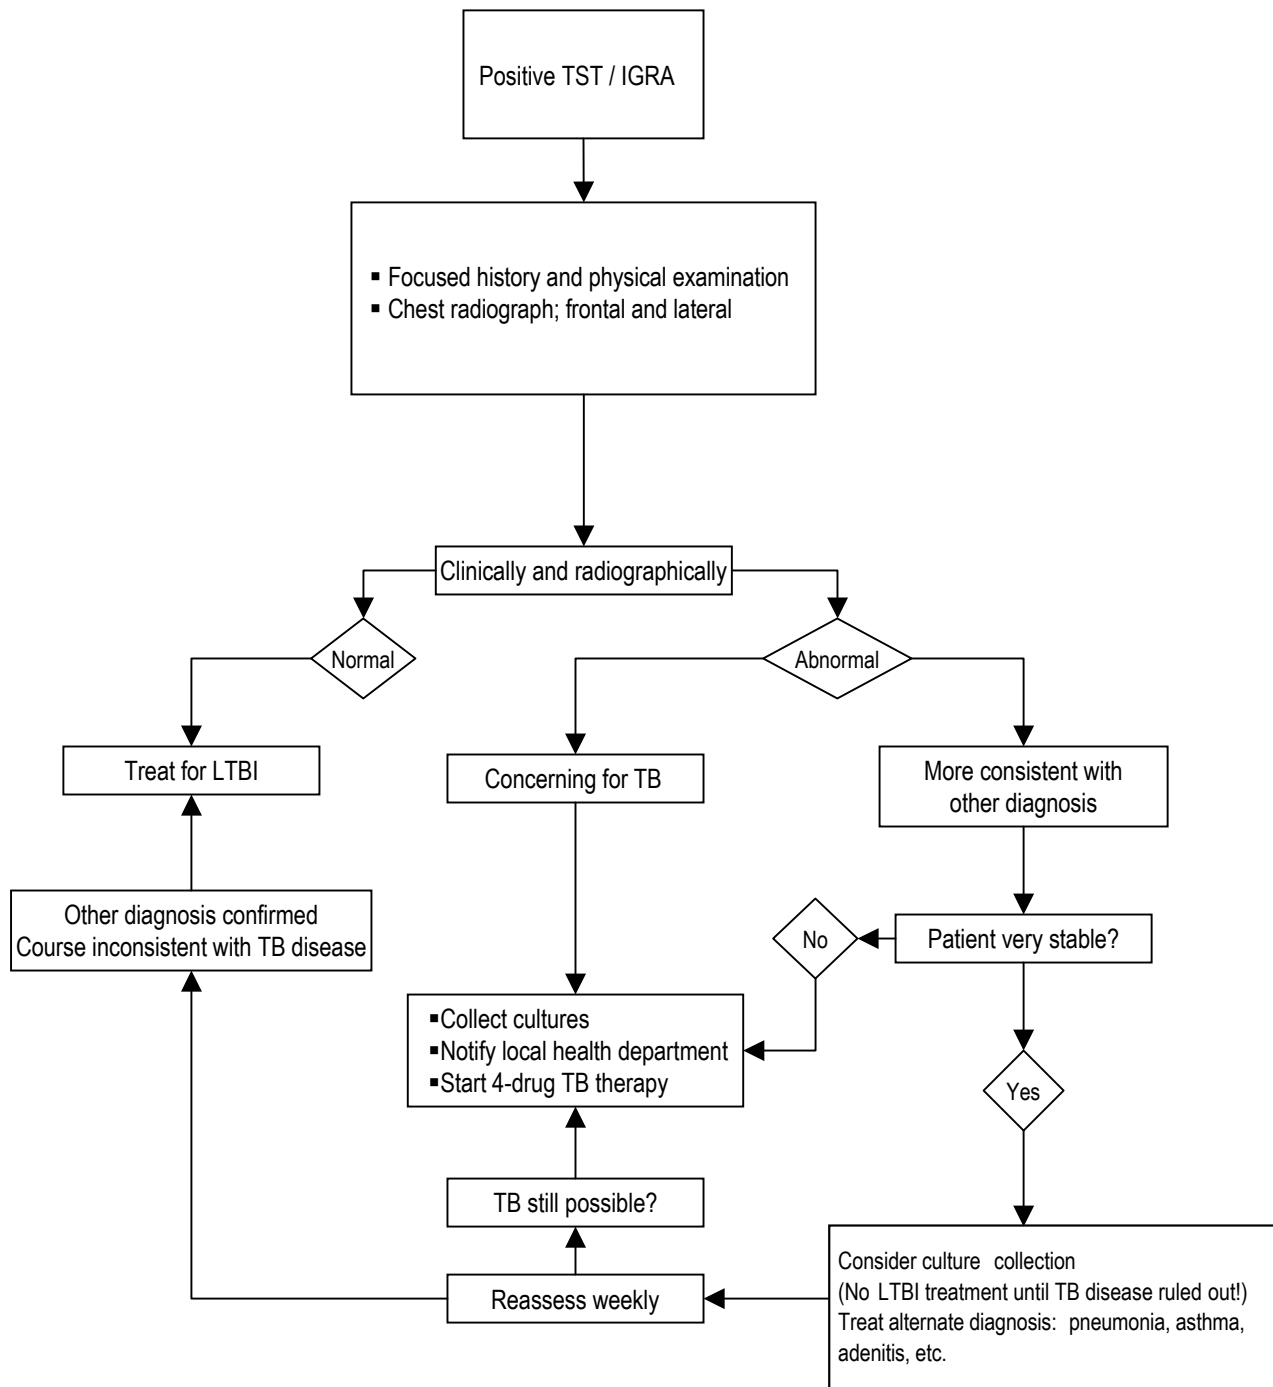 Positive TST / IGRA
▪ Focused history and physical examination
▪ Chest radiograph; frontal and lateral
Clinically and radiographically
Normal
Abnormal
Treat for LTBI
Concerning for TB
More consistent with
other diagnosis
Other diagnosis confirmed
Course inconsistent with TB disease
No
Patient very stable?
▪Collect cultures
▪Notify local health department
▪Start 4-drug TB therapy
Yes
TB still possible?
Reassess weekly
Consider culture collection
(No LTBI treatment until TB disease ruled out!)
Treat alternate diagnosis: pneumonia, asthma,
adenitis, etc.